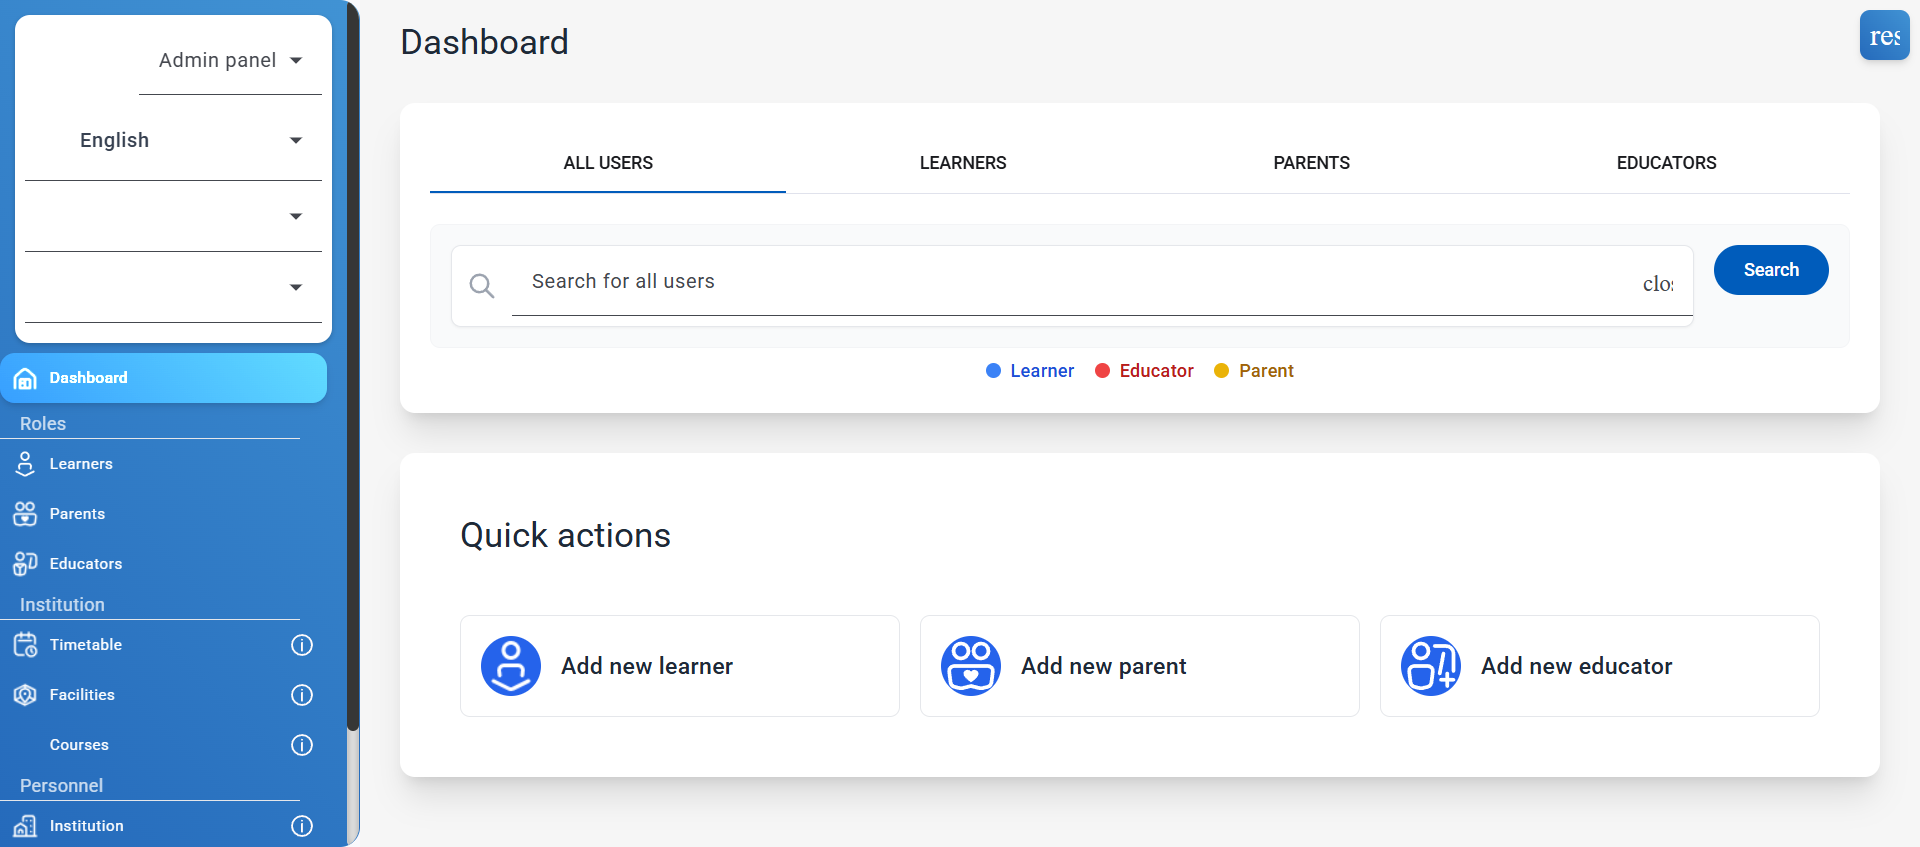 Admin panel
English
Dashboard
Roles
Learners
Parents
Educators
Institution
Timetable
Facilities
Courses
Personnel
Institution
Dashboard
res
ALL USERS
LEARNERS
PARENTS
EDUCATORS
Search for all users
clos
Search
Learner
Educator
Parent
Quick actions
Add new learner
Add new parent
Add new educator